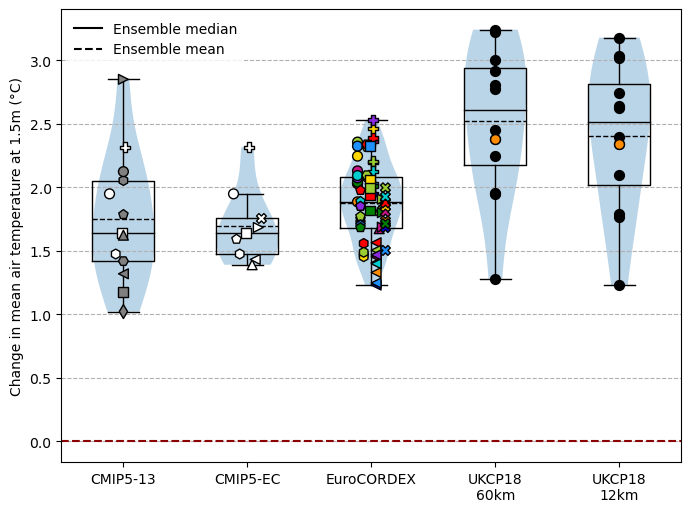 Ensemble median
Ensemble mean
Change in mean air temperature at 1.5m (°C)
3.0
2.5
2.0
1.5
1.0
0.5
0.0
CMIP5-13
CMIP5-EC
EuroCORDEX
UKCP18
60km
UKCP18
12km